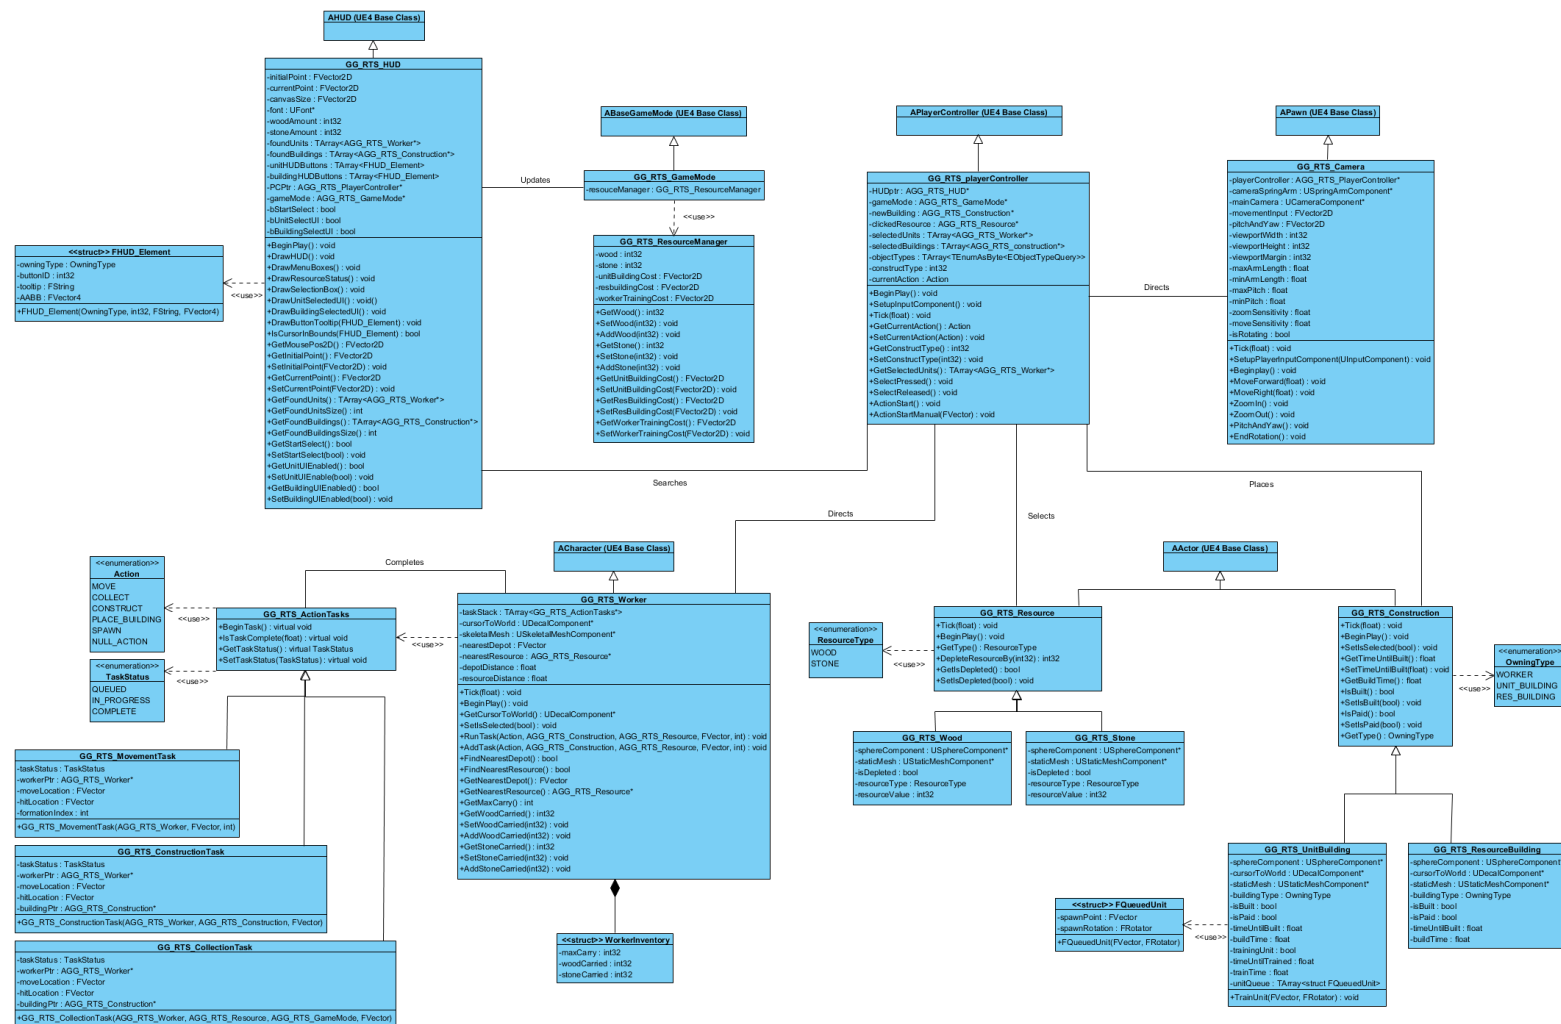 AHUD (UE4 Base Class)
GG_RTS_HUD
-initialPoint : FVector2D
-currentPoint : FVector2D
-canvasSize : FVector2D
-font : UFont*
-woodAmount : int32
-stoneAmount : int32
-foundUnits : TArray<AGG_RTS_Worker*>
-foundBuildings : TArray<AGG_RTS_Construction*>
-unitHUDButtons : TArray<FHUD_Element>
-buildingHUDButtons : TArray<FHUD_Element>
-PCPtr : AGG_RTS_PlayerController*
-gameMode : AGG_RTS_GameMode*
-bStartSelect : bool
-bUnitSelectUI : bool
-bBuildingSelectUI : bool
+BeginPlay() : void
+DrawHUD() : void
+DrawMenuBoxes() : void
+DrawResourceStatus() : void
+DrawSelectionBox() : void
+DrawUnitSelectedUI() : void()
+DrawBuildingSelectedUI() : void
+DrawButtonTooltip(FHUD_Element) : void
+IsCursorInBounds(FHUD_Element) : bool
+GetMousePos2D() : FVector2D
+GetInitialPoint() : FVector2D
+SetInitialPoint(FVector2D) : void
+GetCurrentPoint() : FVector2D
+SetCurrentPoint(FVector2D) : void
+GetFoundUnits() : TArray<AGG_RTS_Worker*>
+GetFoundUnitsSize() : int
+GetFoundBuildings() : TArray<AGG_RTS_Construction*>
+GetFoundBuildingsSize() : int
+GetStartSelect() : bool
+SetStartSelect(bool) : void
+GetUnitUIEnabled() : bool
+SetUnitUIEnable(bool) : void
+GetBuildingUIEnabled() : bool
+SetBuildingUIEnabled(bool) : void
<<struct>> FHUD_Element
-owningType : OwningType
-buttonID : int32
-tooltip : FString
-AABB : FVector4
+FHUD_Element(OwningType, int32, FString, FVector4)
<<use>>
Updates
ABaseGameMode (UE4 Base Class)
GG_RTS_GameMode
-resouceManager : GG_RTS_ResourceManager
<<use>>
GG_RTS_ResourceManager
-wood : int32
-stone : int32
-unitBuildingCost : FVector2D
-resbuildingCost : FVector2D
-workerTrainingCost : FVector2D
+GetWood() : int32
+SetWood(int32) : void
+AddWood(int32) : void
+GetStone() : int32
+SetStone(int32) : void
+AddStone(int32) : void
+GetUnitBuildingCost() : FVector2D
+SetUnitBuildingCost(Fvector2D) : void
+GetResBuildingCost() : FVector2D
+SetResBuildingCost(FVector2D) : void
+GetWorkerTrainingCost() : FVector2D
+SetWorkerTrainingCost(FVector2D) : void
APlayerController (UE4 Base Class)
GG_RTS_playerController
-HUDptr : AGG_RTS_HUD*
-gameMode : AGG_RTS_GameMode*
-newBuilding : AGG_RTS_Construction*
-clickedResource : AGG_RTS_Resource*
-selectedUnits : TArray<AGG_RTS_Worker*>
-selectedBuildings : TArray<AGG_RTS_construction*>
-objectTypes : TArray<TEnumAsByte<EObjectTypeQuery>>
-constructType : int32
-currentAction : Action
+BeginPlay() : void
+SetupInputComponent() : void
+Tick(float) : void
+GetCurrentAction() : Action
+SetCurrentAction(Action) : void
+GetConstructType() : int32
+SetConstructType(int32) : void
+GetSelectedUnits() : TArray<AGG_RTS_Worker*>
+SelectPressed() : void
+SelectReleased() : void
+ActionStart() : void
+ActionStartManual(FVector) : void
Directs
APawn (UE4 Base Class)
GG_RTS_Camera
-playerController : AGG_RTS_PlayerController*
-cameraSpringArm : USpringArmComponent*
-mainCamera : UCameraComponent*
-movementInput : FVector2D
-pitchAndYaw : FVector2D
-viewportWidth : int32
-viewportHeight : int32
-viewportMargin : int32
-maxArmLength : float
-minArmLength : float
-maxPitch : float
-minPitch : float
-zoomSensitivity : float
-moveSensitivity : float
-isRotating : bool
+Tick(float) : void
+SetupPlayerInputComponent(UInputComponent) : void
+Beginplay() : void
+MoveForward(float) : void
+MoveRight(float) : void
+ZoomIn() : void
+ZoomOut() : void
+PitchAndYaw() : void
+EndRotation() : void
Searches
Directs
Selects
Places
<<enumeration>>
Action
MOVE
COLLECT
CONSTRUCT
PLACE_BUILDING
SPAWN
NULL_ACTION
<<use>>
<<enumeration>>
TaskStatus
QUEUED
IN_PROGRESS
COMPLETE
<<use>>
Completes
GG_RTS_ActionTasks
+BeginTask() : virtual void
+IsTaskComplete(float) : virtual void
+GetTaskStatus() : virtual TaskStatus
+SetTaskStatus(TaskStatus) : virtual void
<<use>>
GG_RTS_MovementTask
-taskStatus : TaskStatus
-workerPtr : AGG_RTS_Worker*
-moveLocation : FVector
-hitLocation : FVector
-formationIndex : int
+GG_RTS_MovementTask(AGG_RTS_Worker, FVector, int)
GG_RTS_ConstructionTask
-taskStatus : TaskStatus
-workerPtr : AGG_RTS_Worker*
-moveLocation : FVector
-hitLocation : FVector
-buildingPtr : AGG_RTS_Construction*
+GG_RTS_ConstructionTask(AGG_RTS_Worker, AGG_RTS_Construction, FVector)
GG_RTS_CollectionTask
-taskStatus : TaskStatus
-workerPtr : AGG_RTS_Worker*
-moveLocation : FVector
-hitLocation : FVector
-buildingPtr : AGG_RTS_Construction*
+GG_RTS_CollectionTask(AGG_RTS_Worker, AGG_RTS_Resource, AGG_RTS_GameMode, FVector)
ACharacter (UE4 Base Class)
GG_RTS_Worker
-taskStack : TArray<GG_RTS_ActionTasks*>
-cursorToWorld : UDecalComponent*
-skeletalMesh : USkeletalMeshComponent*
-nearestDepot : FVector
-nearestResource : AGG_RTS_Resource*
-depotDistance : float
-resourceDistance : float
+Tick(float) : void
+BeginPlay() : void
+GetCursorToWorld() : UDecalComponent*
+SetIsSelected(bool) : void
+RunTask(Action, AGG_RTS_Construction, AGG_RTS_Resource, FVector, int) : void
+AddTask(Action, AGG_RTS_Construction, AGG_RTS_Resource, FVector, int) : void
+FindNearestDepot() : bool
+FindNearestResource() : bool
+GetNearestDepot() : FVector
+GetNearestResource() : AGG_RTS_Resource*
+GetMaxCarry() : int
+GetWoodCarried() : int32
+SetWoodCarried(int32) : void
+AddWoodCarried(int32) : void
+GetStoneCarried() : int32
+SetStoneCarried(int32) : void
+AddStoneCarried(int32) : void
<<struct>> WorkerInventory
-maxCarry : int32
-woodCarried : int32
-stoneCarried : int32
AActor (UE4 Base Class)
<<enumeration>>
ResourceType
WOOD
STONE
<<use>>
GG_RTS_Resource
+Tick(float) : void
+BeginPlay() : void
+GetType() : ResourceType
+DepleteResourceBy(int32) : int32
+GetIsDepleted() : bool
+SetIsDepleted(bool) : void
GG_RTS_Wood
-sphereComponent : USphereComponent*
-staticMesh : UStaticMeshComponent*
-isDepleted : bool
-resourceType : ResourceType
-resourceValue : int32
GG_RTS_Stone
-sphereComponent : USphereComponent*
-staticMesh : UStaticMeshComponent*
-isDepleted : bool
-resourceType : ResourceType
-resourceValue : int32
GG_RTS_Construction
+Tick(float) : void
+BeginPlay() : void
+SetIsSelected(bool) : void
+GetTimeUntilBuilt() : float
+SetTimeUntilBuilt(float) : void
+GetBuildTime() : float
+IsBuilt() : bool
+SetIsBuilt(bool) : void
+IsPaid() : bool
+SetIsPaid(bool) : void
+GetType() : OwningType
<<use>>
<<enumeration>>
OwningType
WORKER
UNIT_BUILDING
RES_BUILDING
<<struct>> FQueuedUnit
-spawnPoint : FVector
-spawnRotation : FRotator
+FQueuedUnit(FVector, FRotator)
<<use>>
GG_RTS_UnitBuilding
-sphereComponent : USphereComponent*
-cursorToWorld : UDecalComponent*
-staticMesh : UStaticMeshComponent*
-buildingType : OwningType
-isBuilt : bool
-isPaid : bool
-timeUntilBuilt : float
-buildTime : float
-trainingUnit : bool
-timeUntilTrained : float
-trainTime : float
-unitQueue : TArray<struct FQueuedUnit>
+TrainUnit(FVector, FRotator) : void
GG_RTS_ResourceBuilding
-sphereComponent : USphereComponent*
-cursorToWorld : UDecalComponent*
-staticMesh : UStaticMeshComponent*
-buildingType : OwningType
-isBuilt : bool
-isPaid : bool
-timeUntilBuilt : float
-buildTime : float